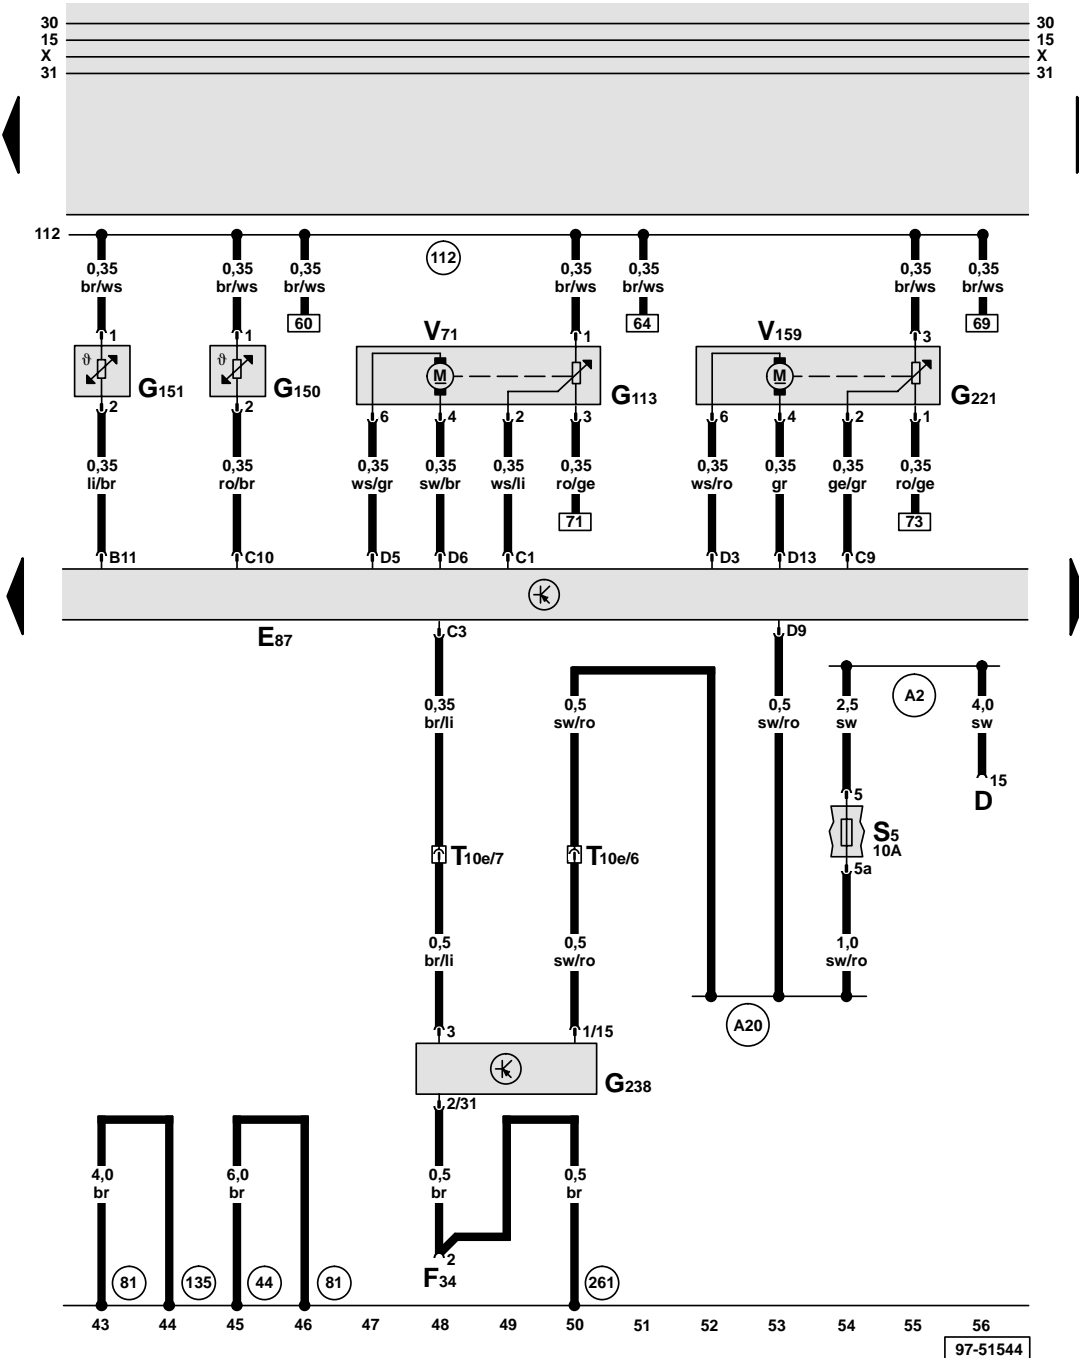 30 30
15 15
X X
31 31
112
112
0,35 0,35 0,35 0,35 0,35 0,35 0,35
br/ws br/ws br/ws br/ws br/ws br/ws br/ws
60 64 69
V71 V159
1 1 1 3
ϑ ϑ M M
G151 G150 G113 G221
2 2 6 4 2 3 6 4 2 1
0,35 0,35 0,35 0,35 0,35 0,35 0,35 0,35 0,35 0,35
li/br ro/br ws/gr sw/br ws/li ro/ge ws/ro gr ge/gr ro/ge
71 73
B11 C10 D5 D6 C1 D3 D13 C9
E87
C3 D9
A2
0,35 0,5 0,5 2,5 4,0
br/li sw/ro sw/ro sw sw
15
D
5
S5
10A
T10e/7 T10e/6
5a
0,5 0,5 1,0
br/li sw/ro sw/ro
A20
3 1/15
G238
2/31
4,0 6,0 0,5 0,5
br br br br
2
F34
81 135 44 81 261
43 44 45 46 47 48 49 50 51 52 53 54 55 56
97-51544